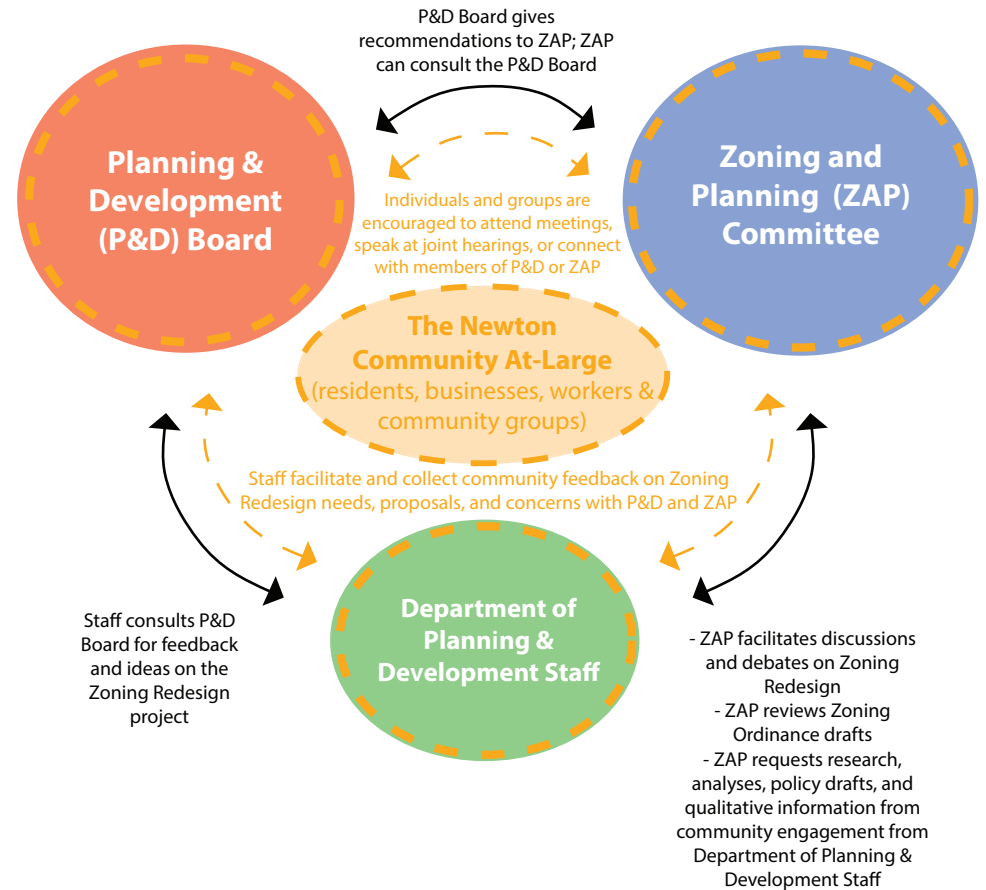 P&D Board gives
recommendations to ZAP; ZAP
can consult the P&D Board
Planning &
Development
(P&D) Board
Zoning and
Planning (ZAP)
Committee
Individuals and groups are
encouraged to attend meetings,
speak at joint hearings, or connect
with members of P&D or ZAP
The Newton
Community At-Large
(residents, businesses, workers &
community groups)
Staff facilitate and collect community feedback on Zoning
Redesign needs, proposals, and concerns with P&D and ZAP
Department of
Planning &
Development Staff
Staff consults P&D
Board for feedback
and ideas on the
Zoning Redesign
project
- ZAP facilitates discussions
and debates on Zoning
Redesign
- ZAP reviews Zoning
Ordinance drafts
- ZAP requests research,
analyses, policy drafts, and
qualitative information from
community engagement from
Department of Planning &
Development Staff